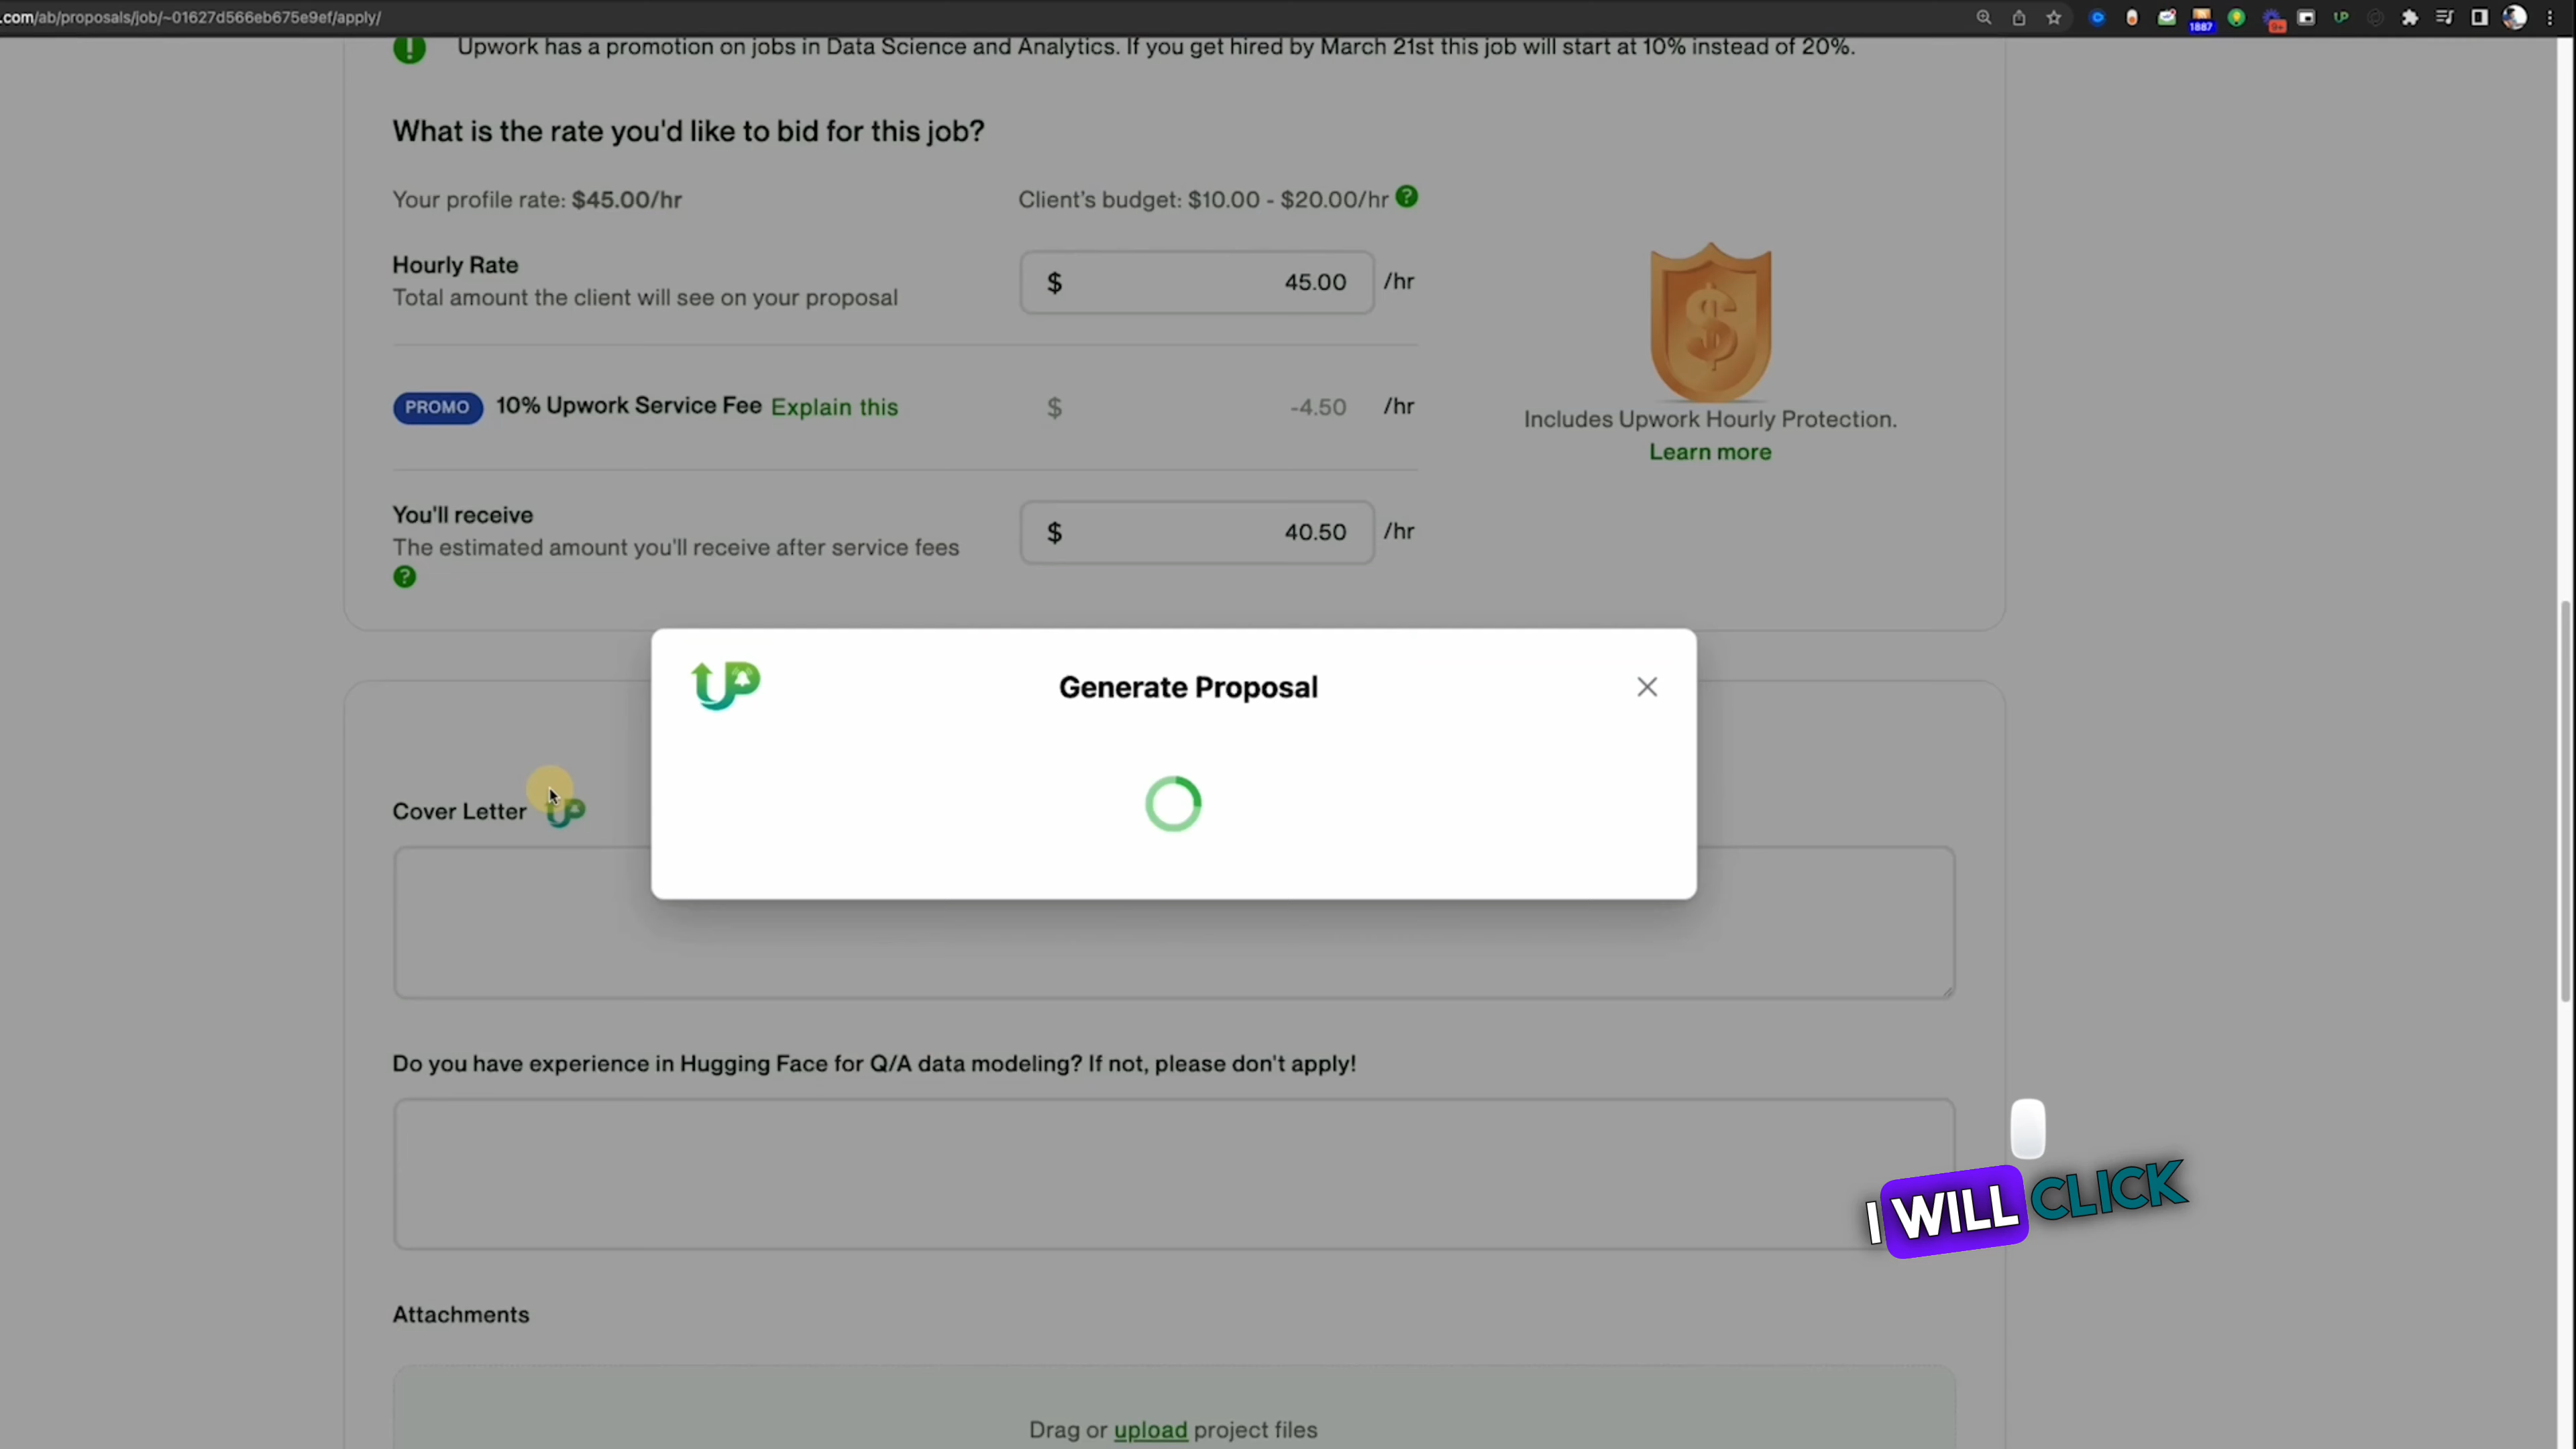 .com/ab/proposals/job/~01627d566eb675e9ef/apply/
1887
9+
UP
Upwork has a promotion on jobs in Data Science and Analytics. If you get hired by March 21st this job will start at 10% instead of 20%.
What is the rate you'd like to bid for this job?
Your profile rate: $45.00/hr
Client's budget: $10.00 - $20.00/hr ?
Hourly Rate
Total amount the client will see on your proposal
$ 45.00 /hr
PROMO 10% Upwork Service Fee Explain this
$ -4.50 /hr
Includes Upwork Hourly Protection.
Learn more
You'll receive
The estimated amount you'll receive after service fees
?
$ 40.50 /hr
UP
Generate Proposal
Cover Letter UP
Do you have experience in Hugging Face for Q/A data modeling? If not, please don't apply!
I WILL CLICK
Attachments
Drag or upload project files